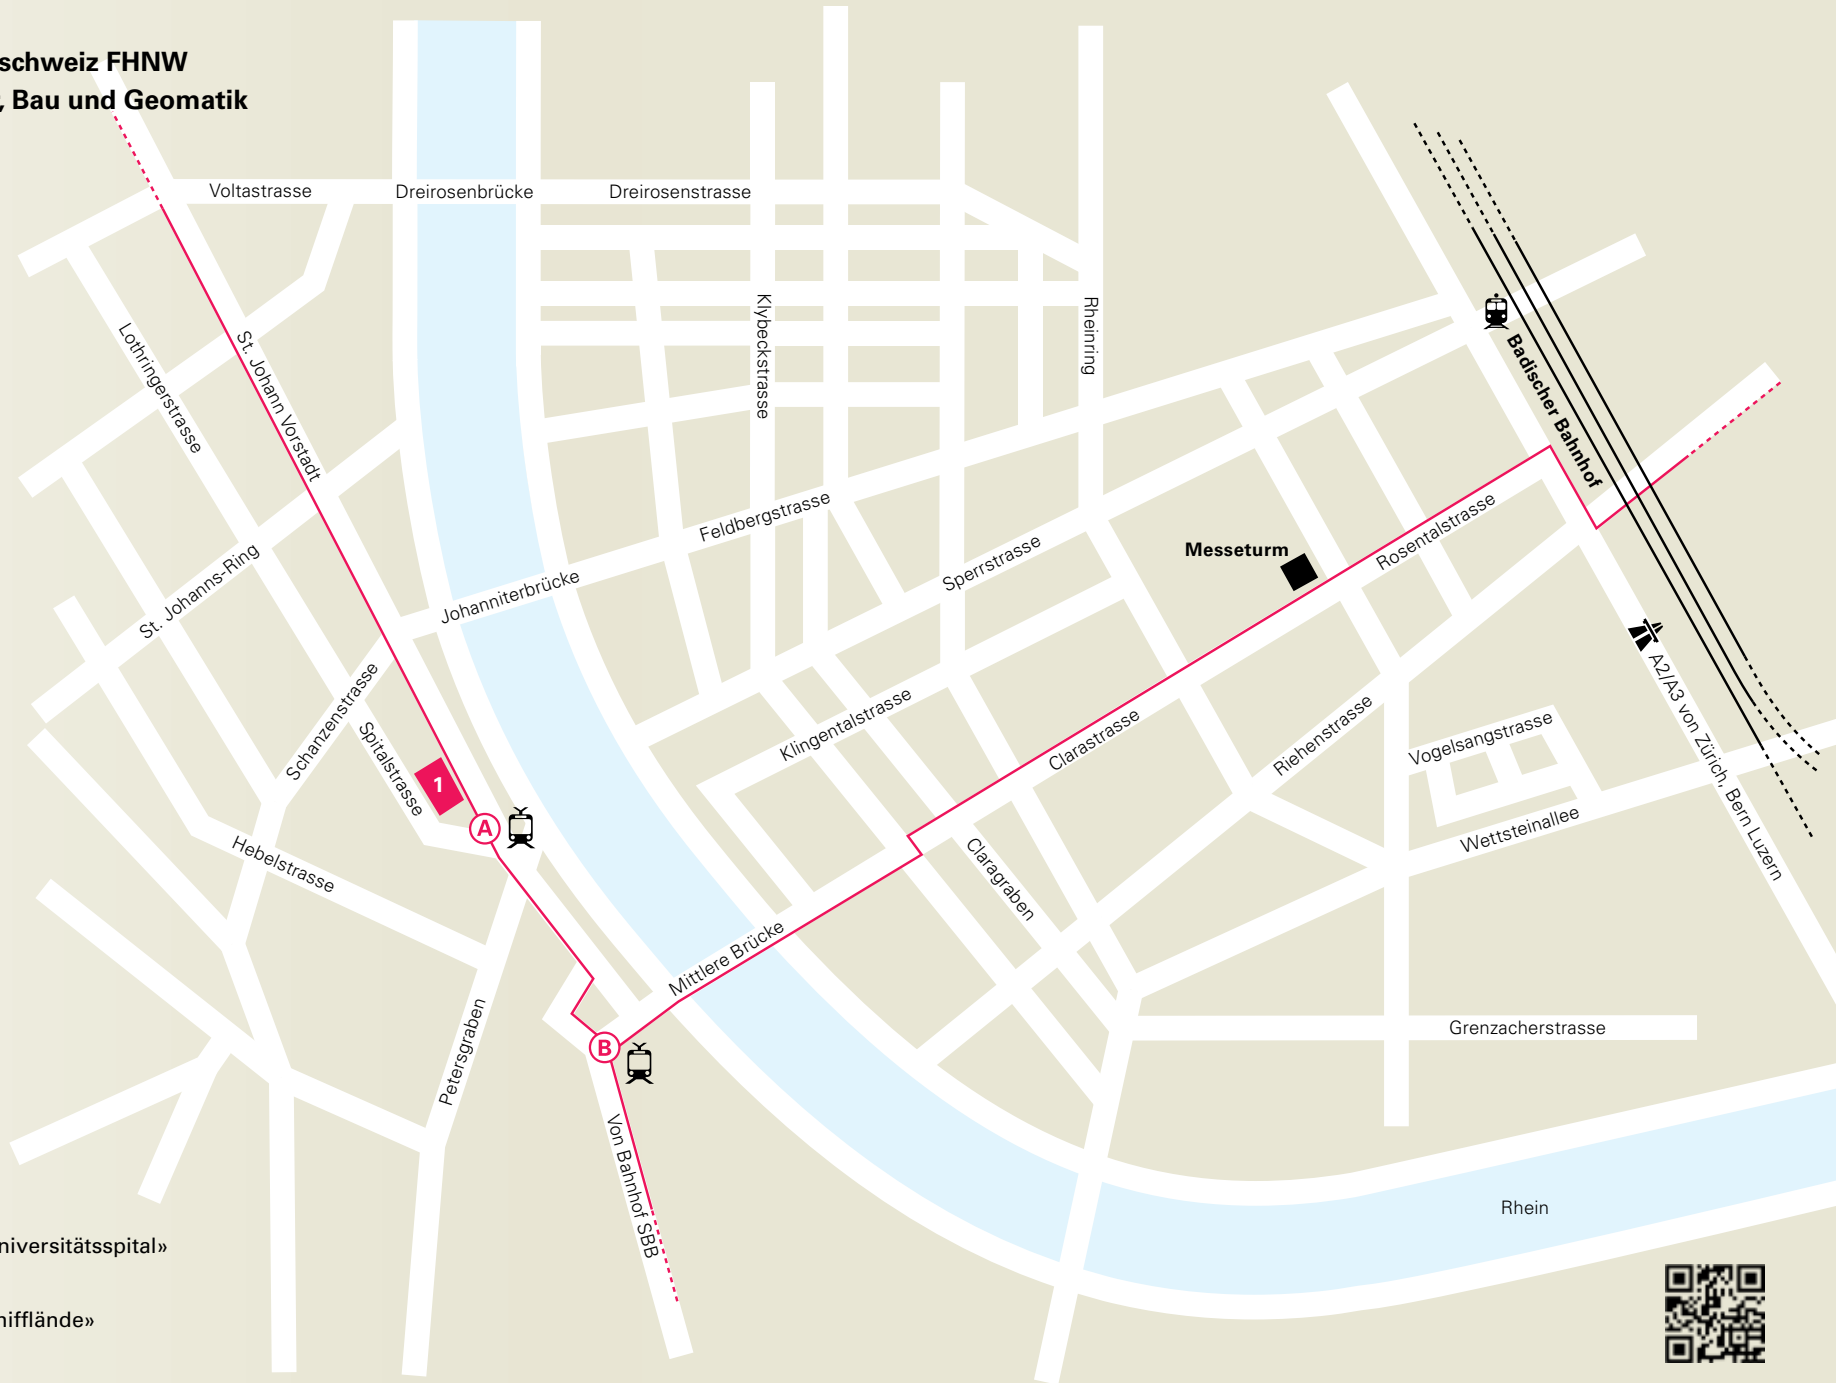 schweiz FHNW
, Bau und Geomatik
Voltastrasse
Dreirosenbrücke
Dreirosenstrasse
Lothringerstrasse
St. Johann Vorstadt
Klybeckstrasse
Rheinring
Badischer Bahnhof
Feldbergstrasse
Johanniterbrücke
St. Johanns-Ring
Sperrstrasse
Messeturm
Rosentalstrasse
Schanzenstrasse
Spitalstrasse
1
A
Klingentalstrasse
Clarastrasse
Riehenstrasse
Vogelsangstrasse
A2/A3 von Zürich, Bern Luzern
Wettsteinallee
Hebelstrasse
Claragraben
Mittlere Brücke
Petersgraben
B
Grenzacherstrasse
Von Bahnhof SBB
Rhein
niversitätsspital»
hifflände»